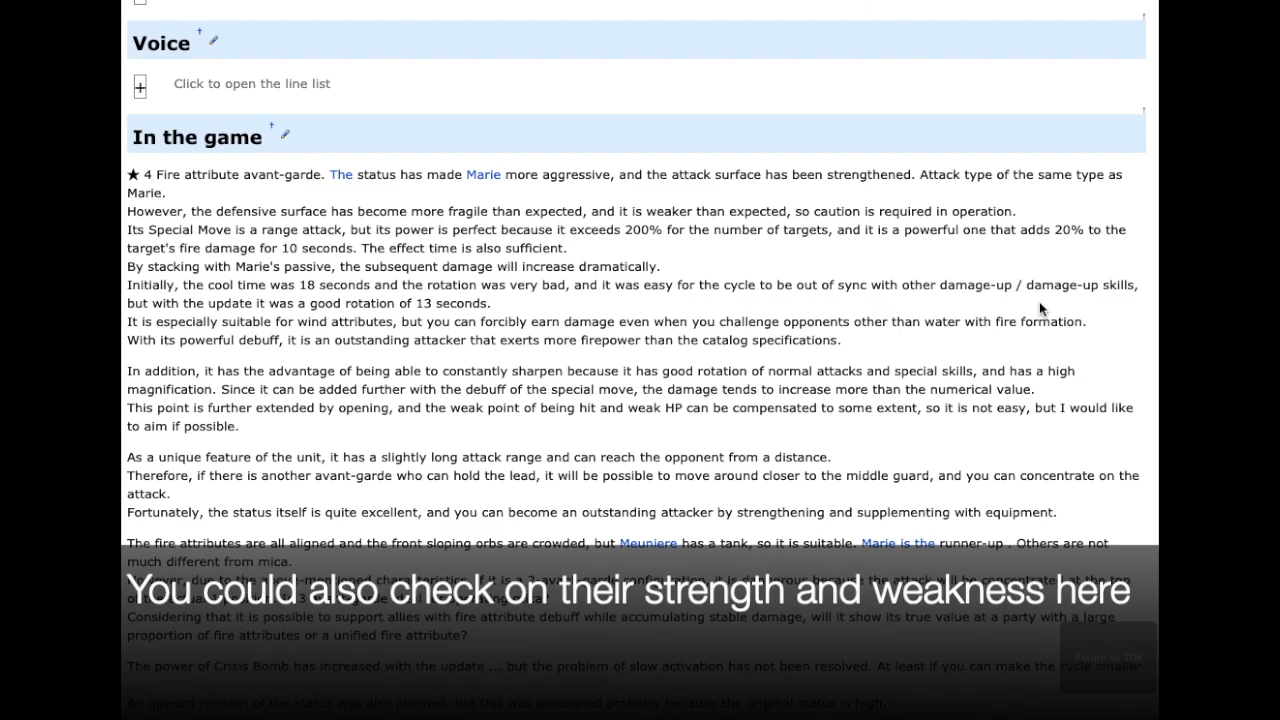 Voice †
+ Click to open the line list
In the game †
★ 4 Fire attribute avant-garde. The status has made Marie more aggressive, and the attack surface has been strengthened. Attack type of the same type as
Marie.
However, the defensive surface has become more fragile than expected, and it is weaker than expected, so caution is required in operation.
Its Special Move is a range attack, but its power is perfect because it exceeds 200% for the number of targets, and it is a powerful one that adds 20% to the
target's fire damage for 10 seconds. The effect time is also sufficient.
By stacking with Marie's passive, the subsequent damage will increase dramatically.
Initially, the cool time was 18 seconds and the rotation was very bad, and it was easy for the cycle to be out of sync with other damage-up / damage-up skills,
but with the update it was a good rotation of 13 seconds.
It is especially suitable for wind attributes, but you can forcibly earn damage even when you challenge opponents other than water with fire formation.
With its powerful debuff, it is an outstanding attacker that exerts more firepower than the catalog specifications.
In addition, it has the advantage of being able to constantly sharpen because it has good rotation of normal attacks and special skills, and has a high
magnification. Since it can be added further with the debuff of the special move, the damage tends to increase more than the numerical value.
This point is further extended by opening, and the weak point of being hit and weak HP can be compensated to some extent, so it is not easy, but I would like
to aim if possible.
As a unique feature of the unit, it has a slightly long attack range and can reach the opponent from a distance.
Therefore, if there is another avant-garde who can hold the lead, it will be possible to move around closer to the middle guard, and you can concentrate on the
attack.
Fortunately, the status itself is quite excellent, and you can become an outstanding attacker by strengthening and supplementing with equipment.
The fire attributes are all aligned and the front sloping orbs are crowded, but Meuniere has a tank, so it is suitable. Marie is the runner-up . Others are not
much different from mica.
You could also check on their strength and weakness here
Considering that it is possible to support allies with fire attribute debuff while accumulating stable damage, will it show its true value at a party with a large
proportion of fire attributes or a unified fire attribute?
The power of Crisis Bomb has increased with the update ... but the problem of slow activation has not been resolved. At least if you can make the cycle smaller
...
An upward revision of the status was also planned, but this was postponed probably because the original status is high.
Return to TOP